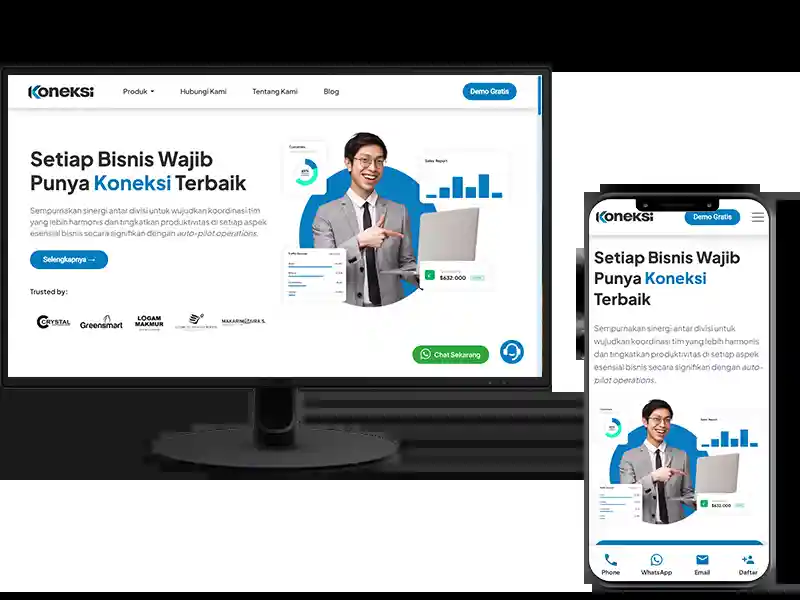 Koneksi
Produk
Hubungi Kami
Tentang Kami
Blog
Demo Gratis
Setiap Bisnis Wajib
Punya Koneksi Terbaik
Sempurnakan sinergi antar divisi untuk wujudkan koordinasi tim
yang lebih harmonis dan tingkatkan produktivitas di setiap aspek
esensial bisnis secara signifikan dengan auto-pilot operations.
Selengkapnya →
Trusted by:
CRYSTAL
Greensmart
LOGAM
MAKMUR
Sales Report
$632.000
Chat Sekarang
Koneksi
Demo Gratis
Setiap Bisnis Wajib
Punya Koneksi
Terbaik
Sempurnakan sinergi antar divisi untuk
wujudkan koordinasi tim yang lebih harmonis
dan tingkatkan produktivitas di setiap aspek
esensial bisnis secara signifikan dengan auto-
pilot operations.
$632.000
Phone
WhatsApp
Email
Daftar